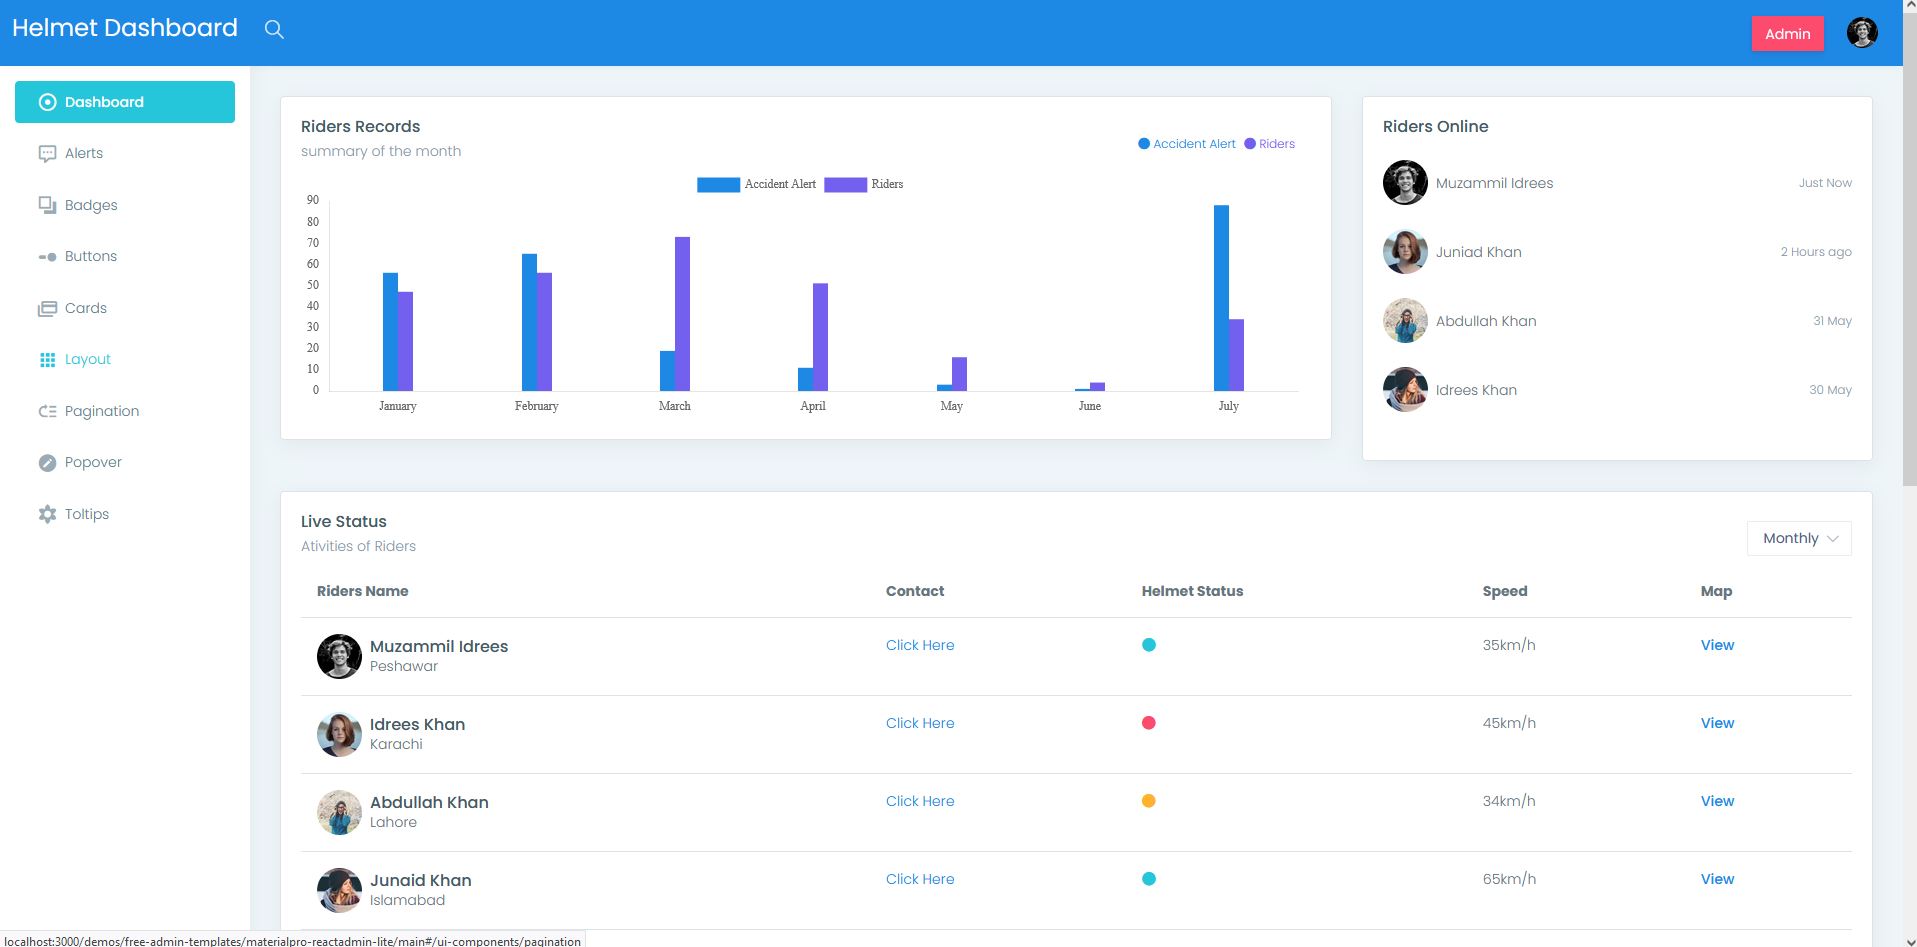 Helmet Dashboard
Admin
Dashboard
Alerts
Badges
Buttons
Cards
Layout
Pagination
Popover
Toltips
Riders Records
summary of the month
Accident Alert Riders
Accident Alert Riders
90
80
70
60
50
40
30
20
10
0
January February March April May June July
Riders Online
Muzammil Idrees Just Now
Juniad Khan 2 Hours ago
Abdullah Khan 31 May
Idrees Khan 30 May
Live Status
Ativities of Riders
Monthly
Riders Name Contact Helmet Status Speed Map
Muzammil Idrees Click Here 35km/h View
Peshawar
Idrees Khan Click Here 45km/h View
Karachi
Abdullah Khan Click Here 34km/h View
Lahore
Junaid Khan Click Here 65km/h View
Islamabad
localhost:3000/demos/free-admin-templates/materialpro-reactadmin-lite/main#/ui-components/pagination